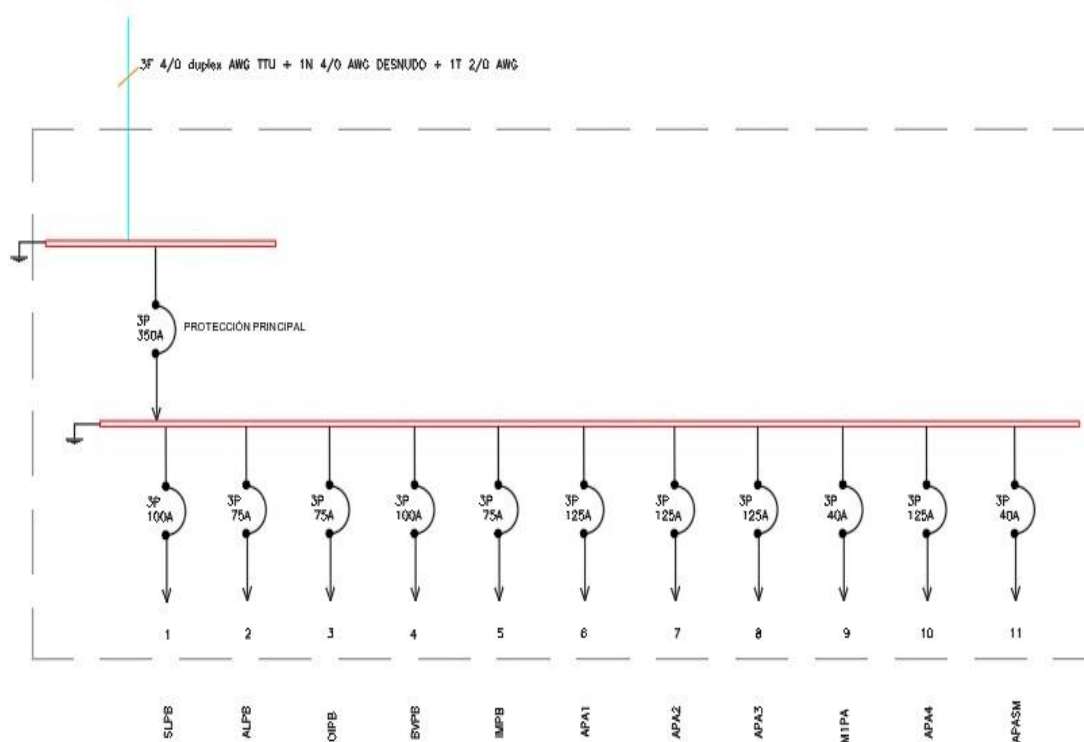 3F 4/0 duplex AWG TTU + 1N 4/0 AWG DESNUDO + 1T 2/0 AWG
3P
350A
PROTECCIÓN PRINCIPAL
3P
100A
3P
75A
3P
75A
3P
100A
3P
75A
3P
125A
3P
125A
3P
125A
3P
40A
3P
125A
3P
40A
1
2
3
4
5
6
7
8
9
10
11
SLPB
ALPB
OIPB
BVPB
IMPB
APA1
APA2
APA3
M1PA
APA4
APASM